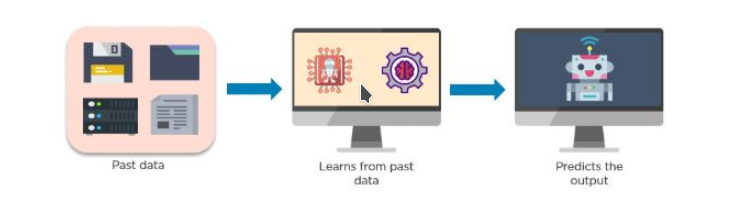 Past data
Learns from past
data
Predicts the
output